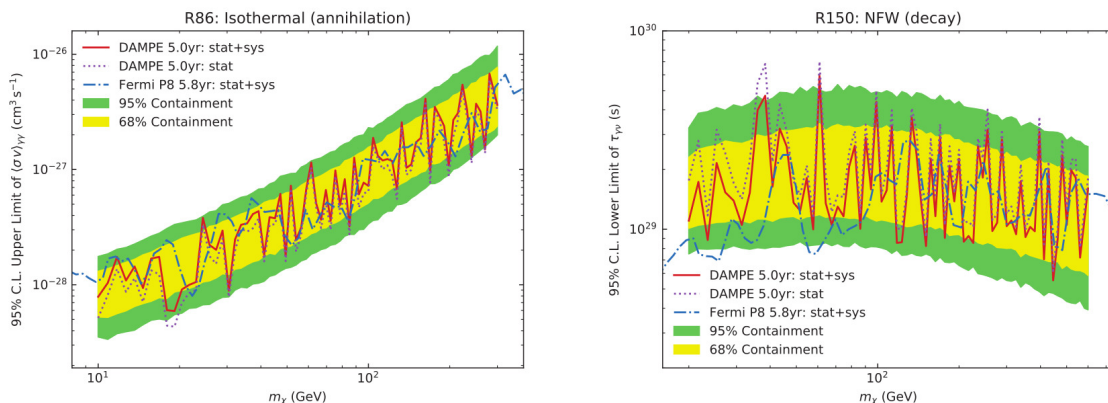 R86: Isothermal (annihilation)
95% C.L. Upper Limit of ⟨σv⟩γγ (cm³ s⁻¹)
10⁻²⁶
10⁻²⁷
10⁻²⁸
DAMPE 5.0yr: stat+sys
DAMPE 5.0yr: stat
Fermi P8 5.8yr: stat+sys
95% Containment
68% Containment
10¹
10²
mχ (GeV)
R150: NFW (decay)
95% C.L. Lower Limit of τγν (s)
10³⁰
10²⁹
DAMPE 5.0yr: stat+sys
DAMPE 5.0yr: stat
Fermi P8 5.8yr: stat+sys
95% Containment
68% Containment
10²
mχ (GeV)